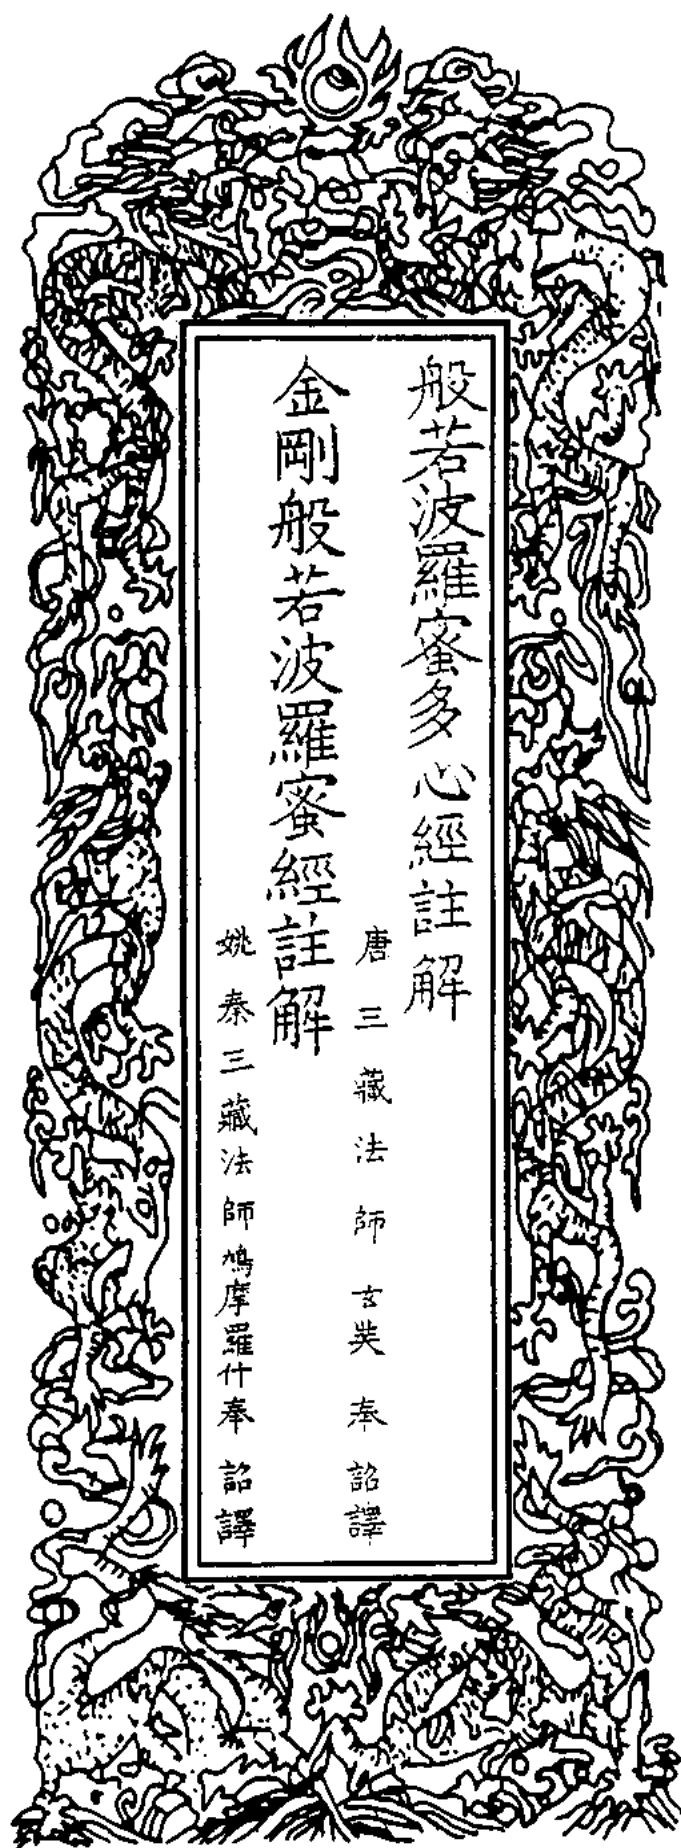 般若波羅蜜多心經註解
唐三藏法師玄奘奉詔譯
金剛般若波羅蜜經註解
姚秦三藏法師鳩摩羅什奉詔譯